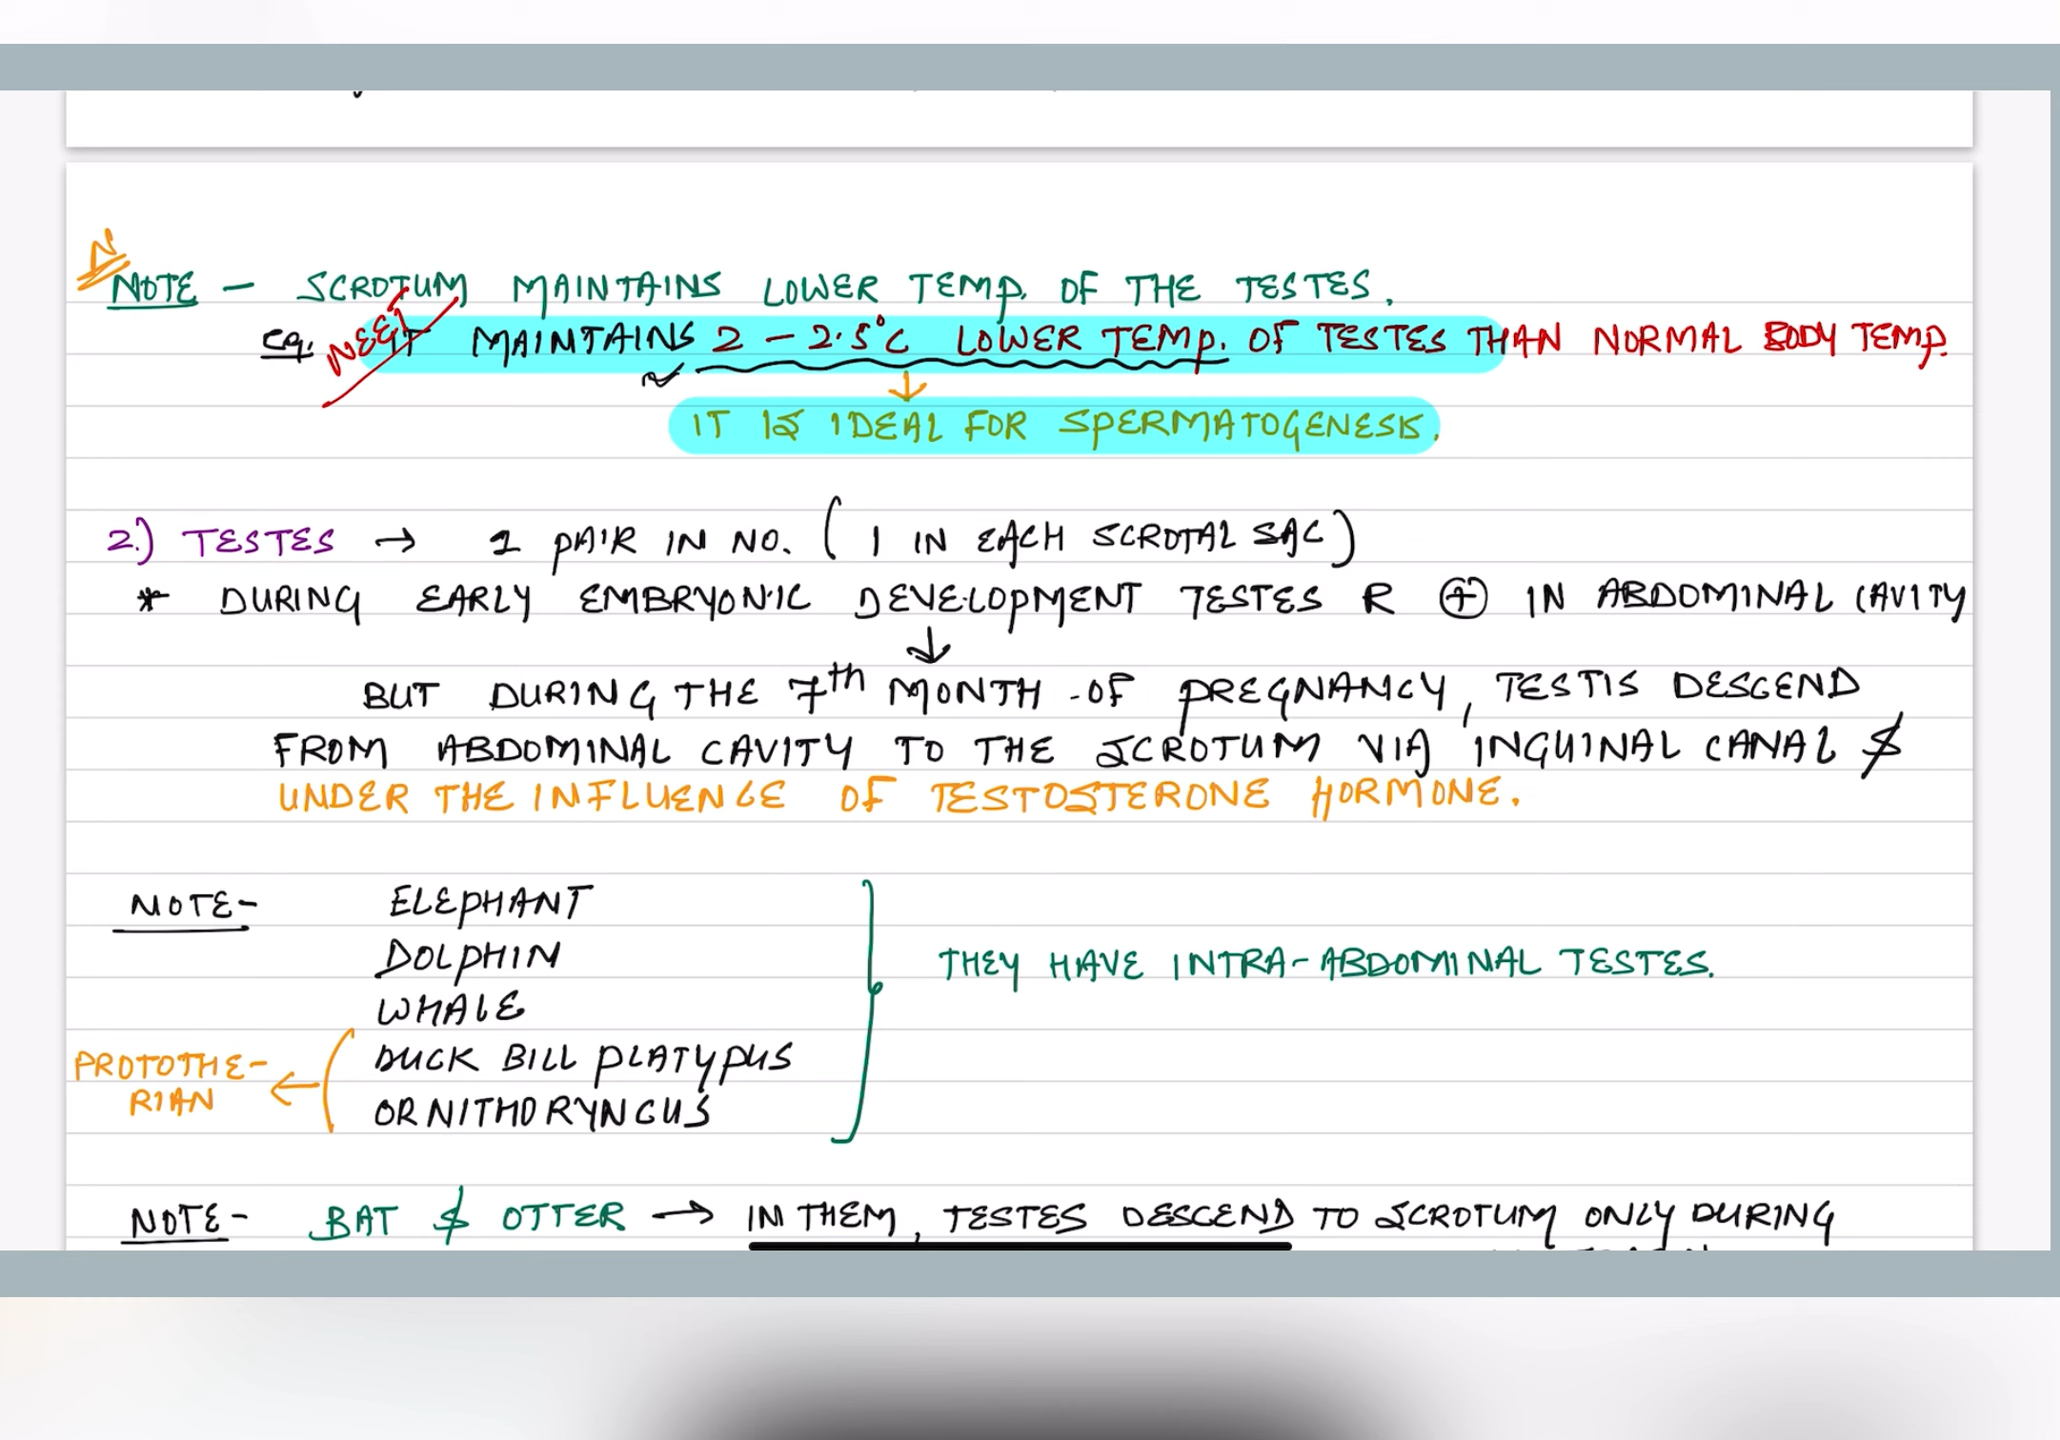 N
NOTE - SCROTUM MAINTAINS LOWER TEMP. OF THE TESTES.
eg. IT MAINTAINS 2 - 2.5°C LOWER TEMP. OF TESTES THAN NORMAL BODY TEMP.
NEET
IT IS IDEAL FOR SPERMATOGENESIS.
2.) TESTES → 1 PAIR IN NO. (1 IN EACH SCROTAL SAC)
* DURING EARLY EMBRYONIC DEVELOPMENT TESTES R ⊕ IN ABDOMINAL CAVITY
↓
BUT DURING THE 7th MONTH OF PREGNANCY, TESTIS DESCEND
FROM ABDOMINAL CAVITY TO THE SCROTUM VIA INGUINAL CANAL $
UNDER THE INFLUENCE OF TESTOSTERONE HORMONE.
NOTE- ELEPHANT
DOLPHIN
THEY HAVE INTRA-ABDOMINAL TESTES.
WHALE
DUCK BILL PLATYPUS
PROTOTHE-
RIAN
ORNITHORYNCUS
NOTE- BAT $ OTTER → IN THEM, TESTES DESCEND TO SCROTUM ONLY DURING